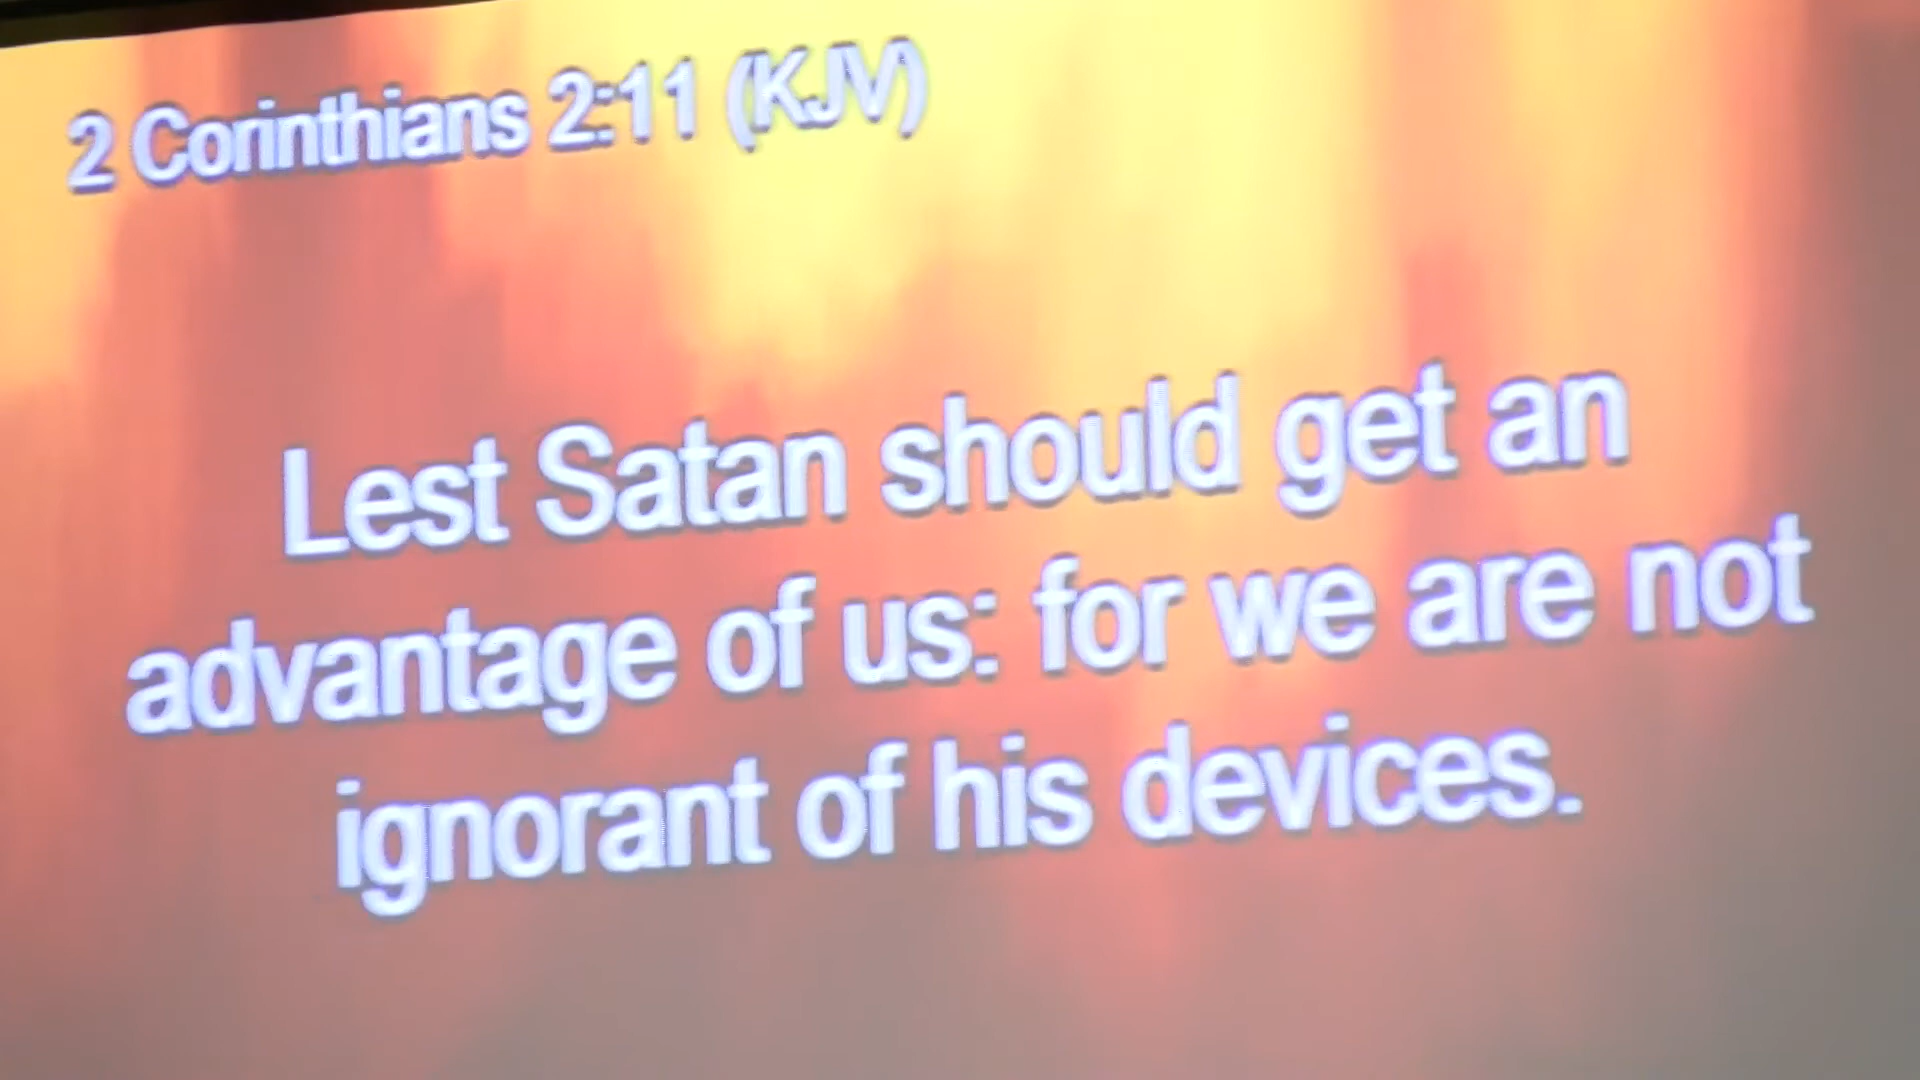 2 Corinthians 2:11 (KJV)
Lest Satan should get an
advantage of us: for we are not
ignorant of his devices.